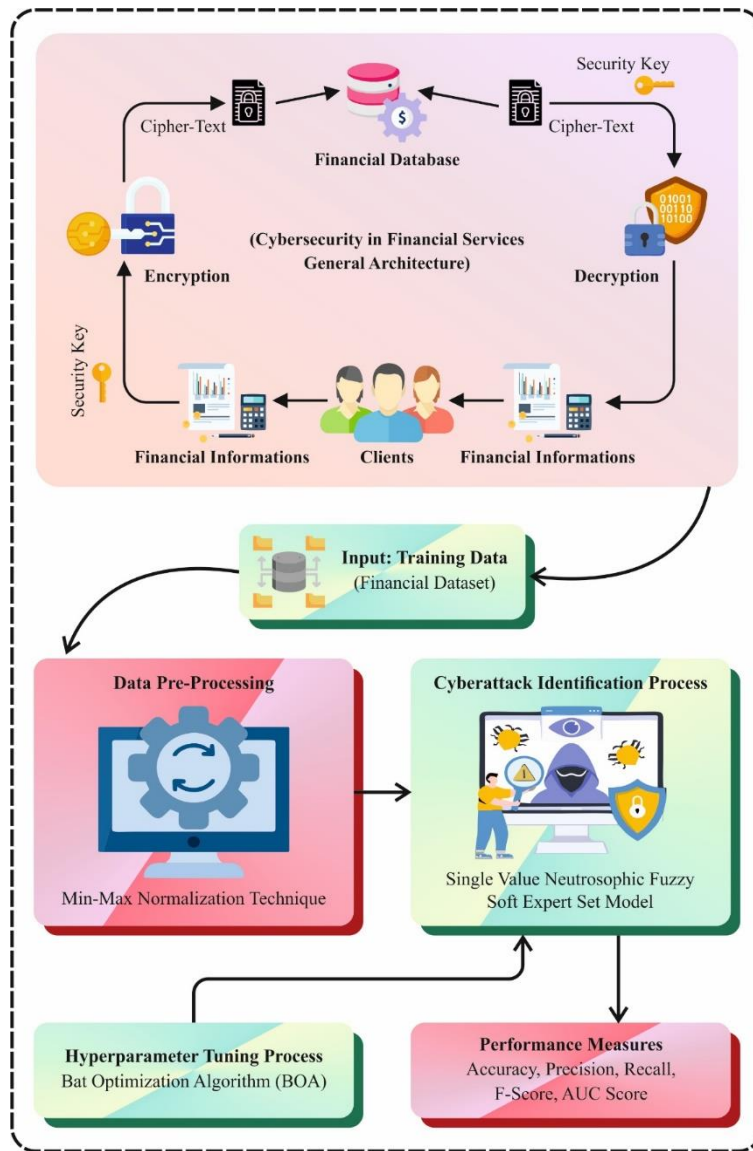 Security Key
Cipher-Text
Cipher-Text
Financial Database
01001
00110
10100
(Cybersecurity in Financial Services
General Architecture)
Encryption
Decryption
Security Key
Financial Informations
Clients
Financial Informations
Input: Training Data
(Financial Dataset)
Data Pre-Processing
Min-Max Normalization Technique
Cyberattack Identification Process
Single Value Neutrosophic Fuzzy
Soft Expert Set Model
Hyperparameter Tuning Process
Bat Optimization Algorithm (BOA)
Performance Measures
Accuracy, Precision, Recall,
F-Score, AUC Score